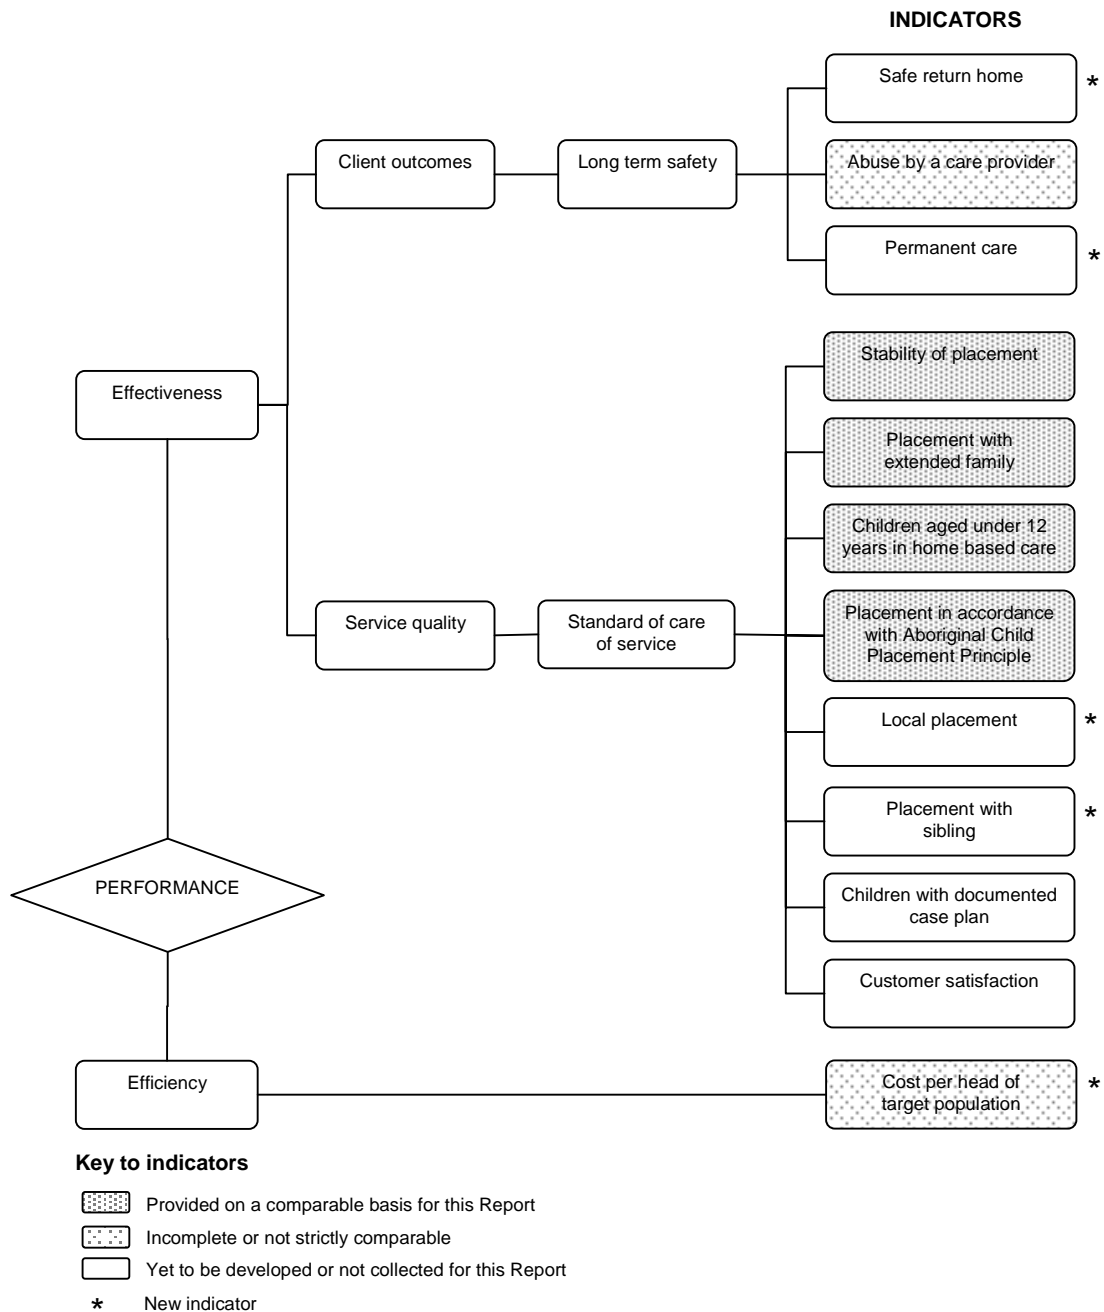 INDICATORS
Safe return home *
Client outcomes
Long term safety
Abuse by a care provider
Permanent care *
Stability of placement
Effectiveness
Placement with
extended family
Children aged under 12
years in home based care
Service quality
Standard of care
of service
Placement in accordance
with Aboriginal Child
Placement Principle
Local placement *
Placement with
sibling *
PERFORMANCE
Children with documented
case plan
Customer satisfaction
Efficiency
Cost per head of
target population *
Key to indicators
Provided on a comparable basis for this Report
Incomplete or not strictly comparable
Yet to be developed or not collected for this Report
* New indicator